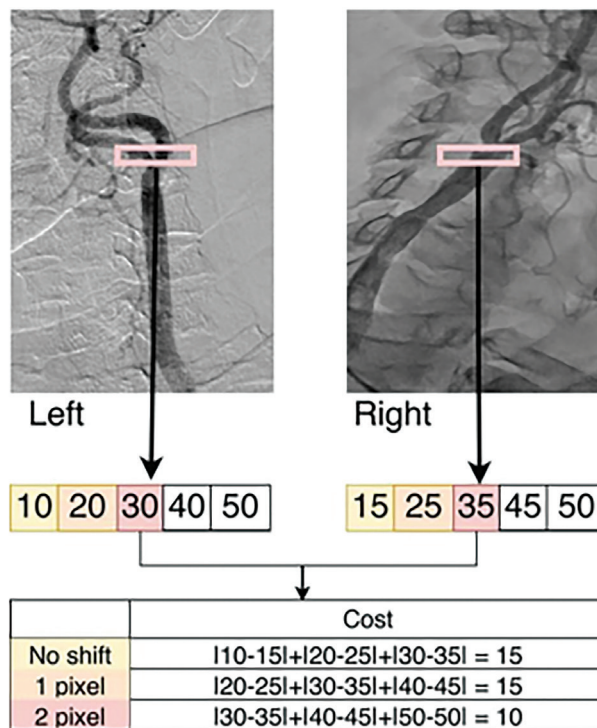 Left Right
10 20 30 40 50 15 25 35 45 50
Cost
No shift |10-15|+|20-25|+|30-35| = 15
1 pixel |20-25|+|30-35|+|40-45| = 15
2 pixel |30-35|+|40-45|+|50-50| = 10